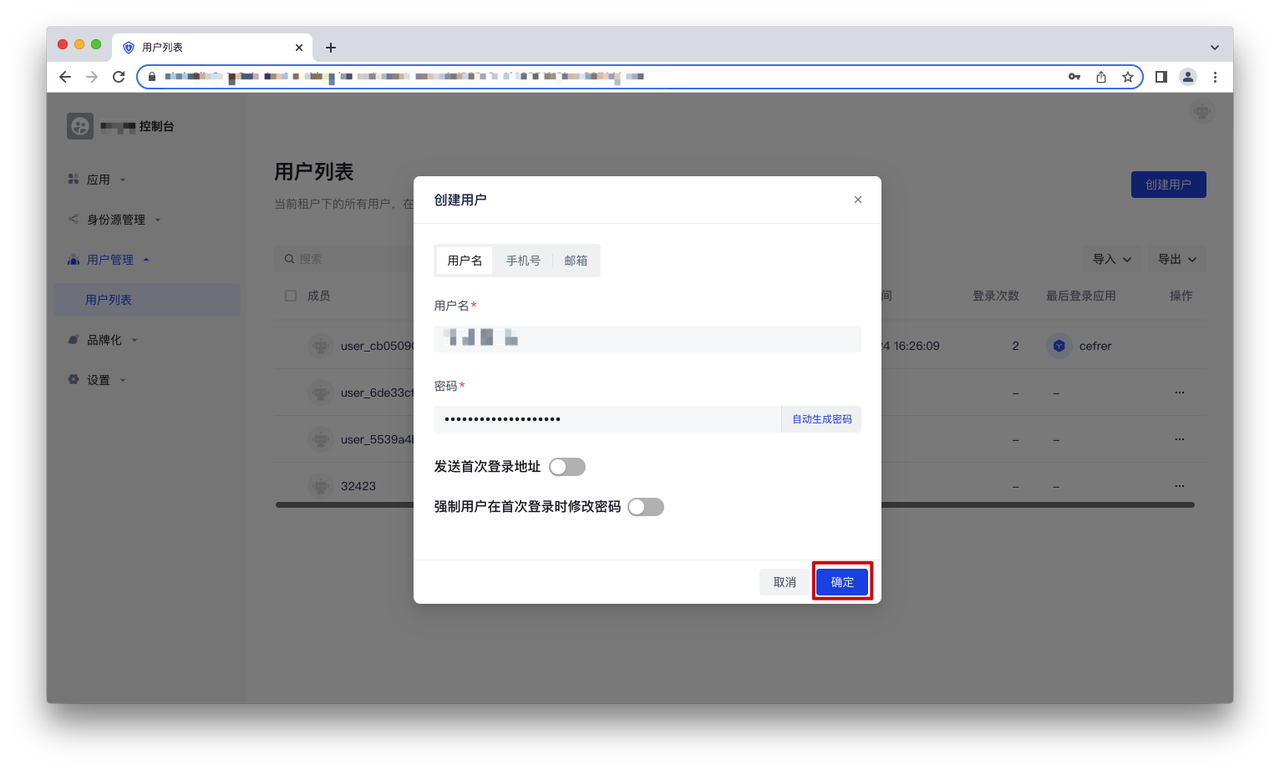 用户列表
控制台
应用
身份源管理
用户管理
用户列表
品牌化
设置
用户列表
当前租户下的所有用户，在
创建用户
搜索
导入
导出
成员
间
登录次数
最后登录应用
操作
user_cb0509
24 16:26:09
2
cefrer
user_6de33cf
–
–
···
user_5539a4b
–
–
···
32423
–
–
···
创建用户
用户名
手机号
邮箱
用户名*
密码*
••••••••••••••••••••
自动生成密码
发送首次登录地址
强制用户在首次登录时修改密码
取消
确定